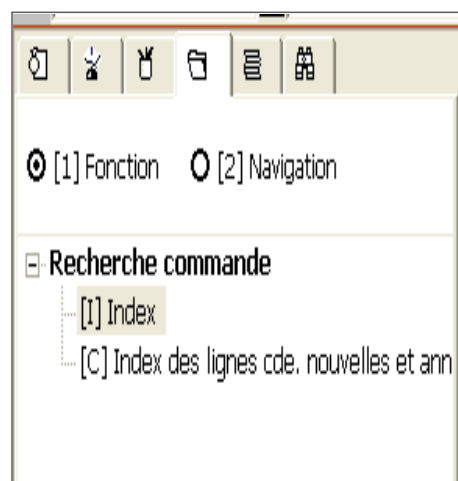 [1] Fonction [2] Navigation
Recherche commande
[I] Index
[C] Index des lignes cde. nouvelles et ann